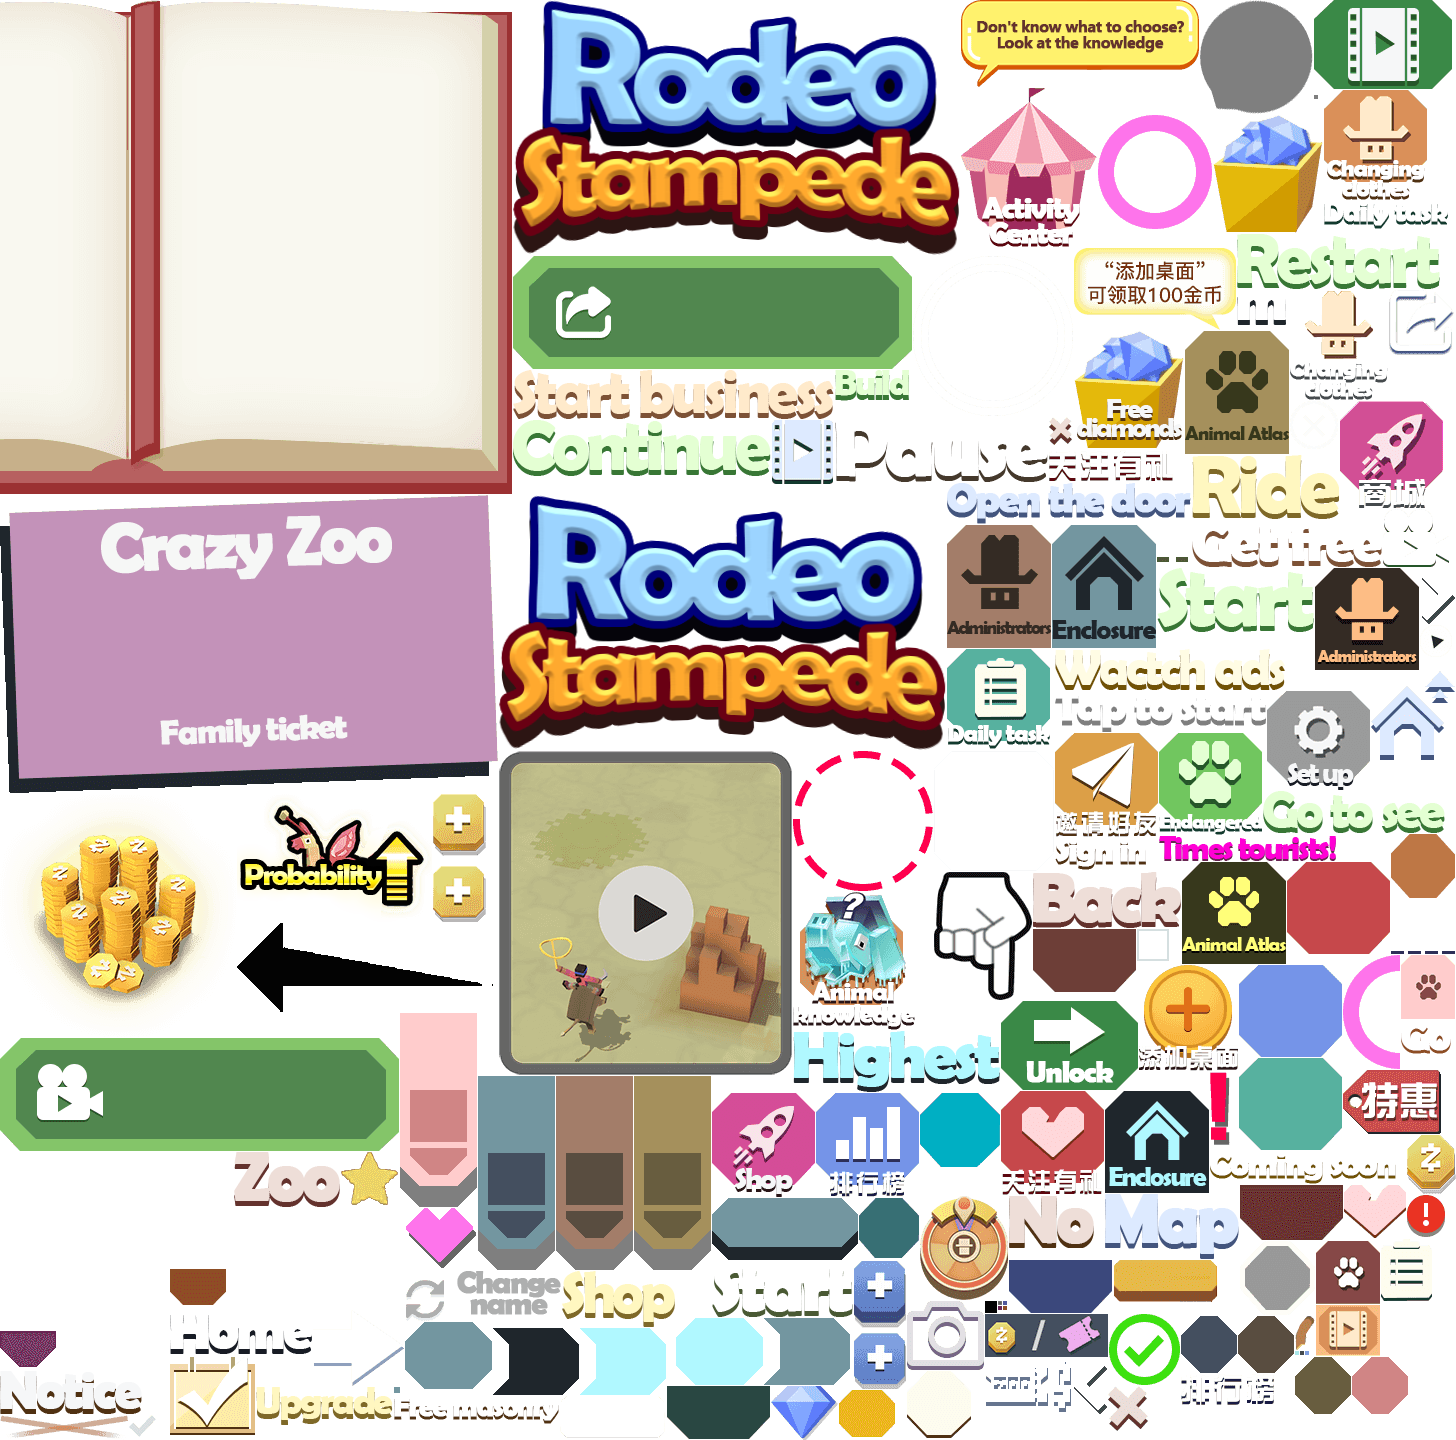 Don't know what to choose?
Look at the knowledge
Rodeo
Stampede
Activity
Center
Changing
clothes
Daily task
“添加桌面”
可领取100金币
Restart
m
Changing
clothes
Start business
Build
Free
diamonds
Animal Atlas
Continue
Pause
关注有礼
商城
Open the door
Ride
Crazy Zoo
Family ticket
Rodeo
Stampede
Get free
Administrators
Enclosure
Start
Administrators
Wactch ads
Tap to start
Daily task
Set up
邀请好友
Endangered
Go to see
Sign in
Times tourists!
Probability
Back
Animal Atlas
Animal
knowledge
Highest
Unlock
添加桌面
Go
特惠
Zoo
Shop
排行榜
关注有礼
Enclosure
Coming soon
No
Map
Change
name
Shop
Start
Home
Notice
Upgrade
Free masonry
排行榜